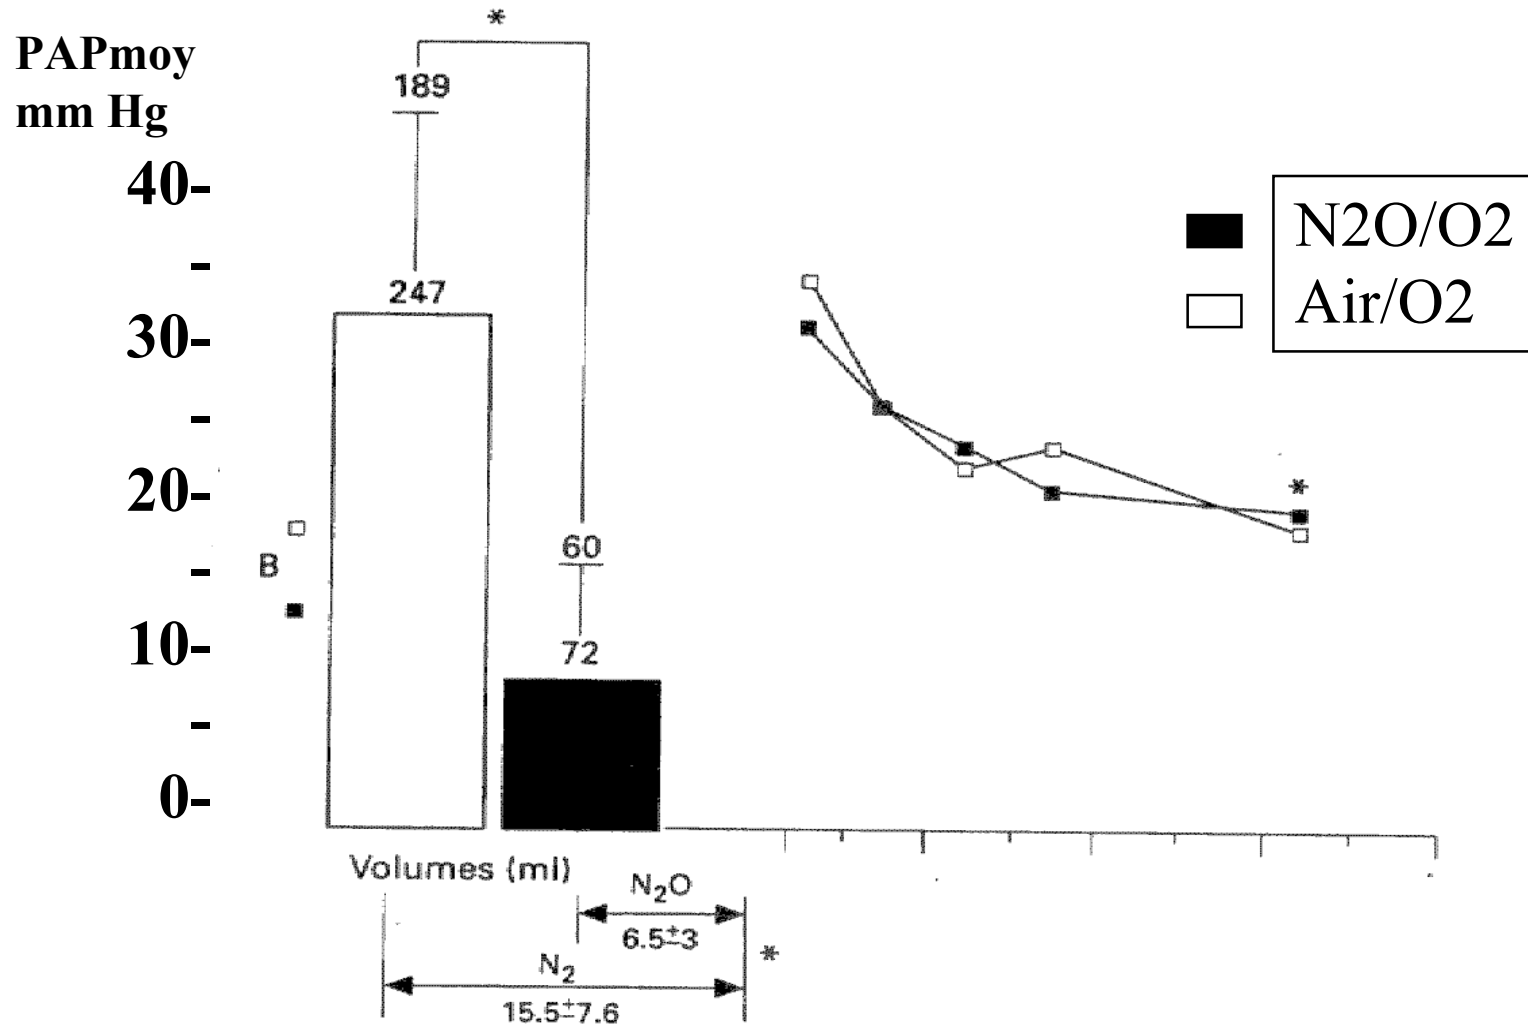 PAPmoy
mm Hg
*
189
40-
-
247
30-
-
20-
-
10-
-
0-
B
60
72
N2O/O2
Air/O2
*
Volumes (ml)
N₂O
6.5±3
*
N₂
15.5±7.6